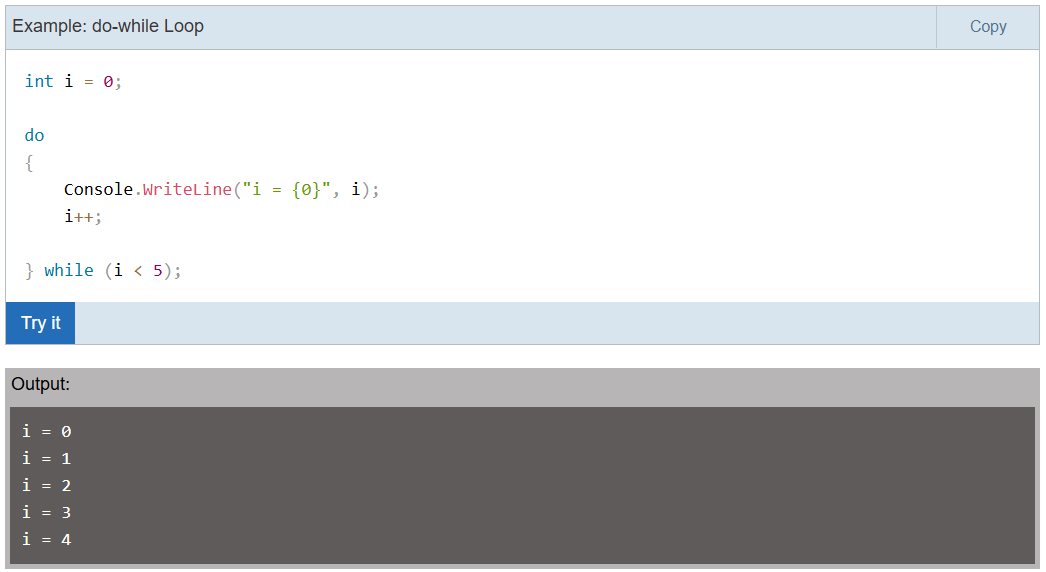 Example: do-while Loop
Copy
int i = 0;
do
{
    Console.WriteLine("i = {0}", i);
    i++;
} while (i < 5);
Try it
Output:
i = 0
i = 1
i = 2
i = 3
i = 4